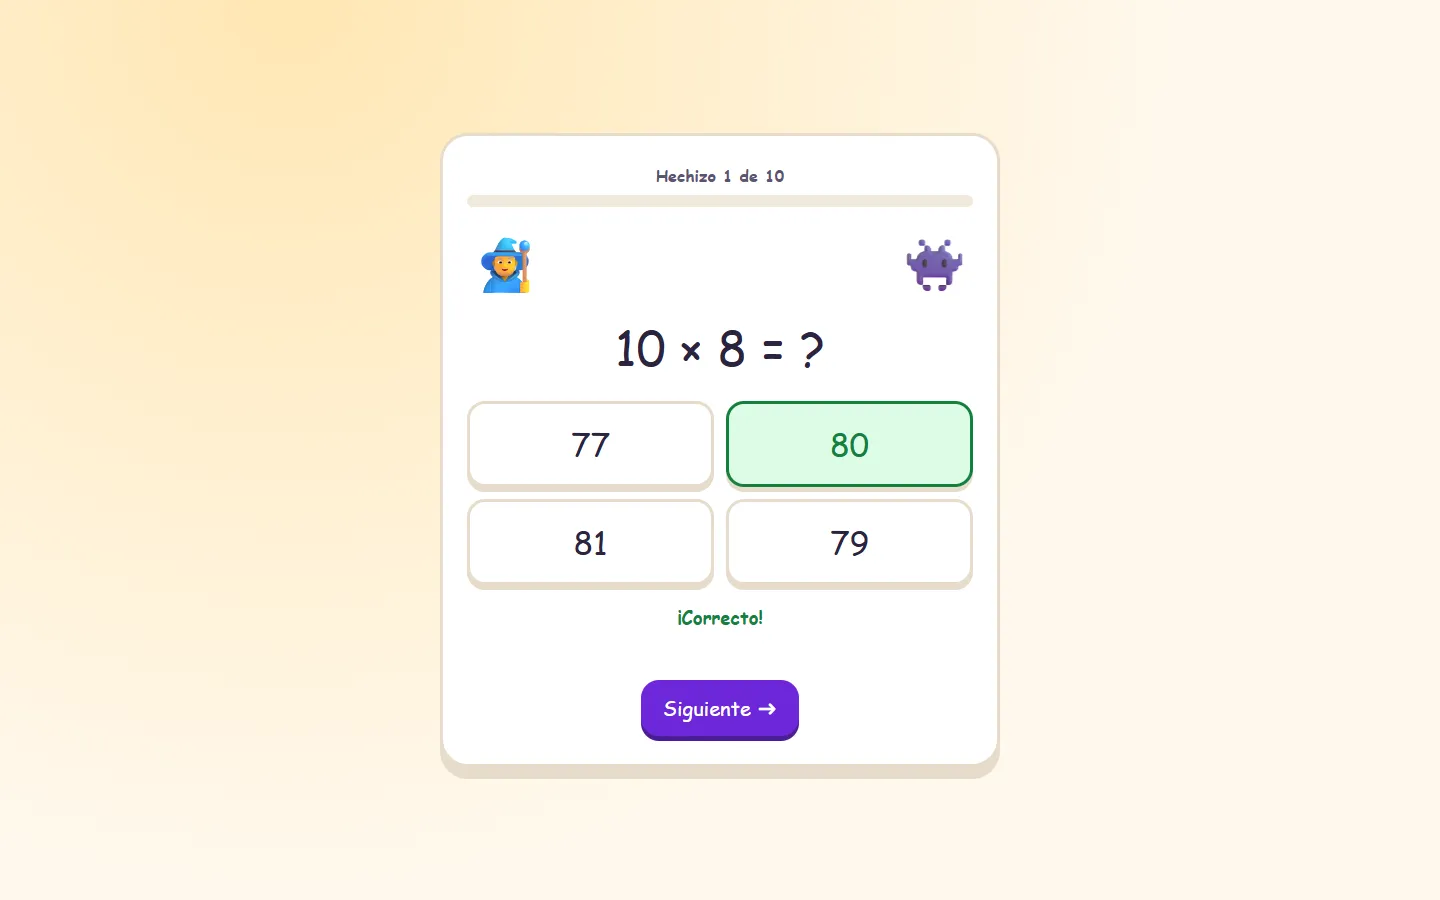 Hechizo 1 de 10
10 × 8 = ?
77
80
81
79
¡Correcto!
Siguiente →